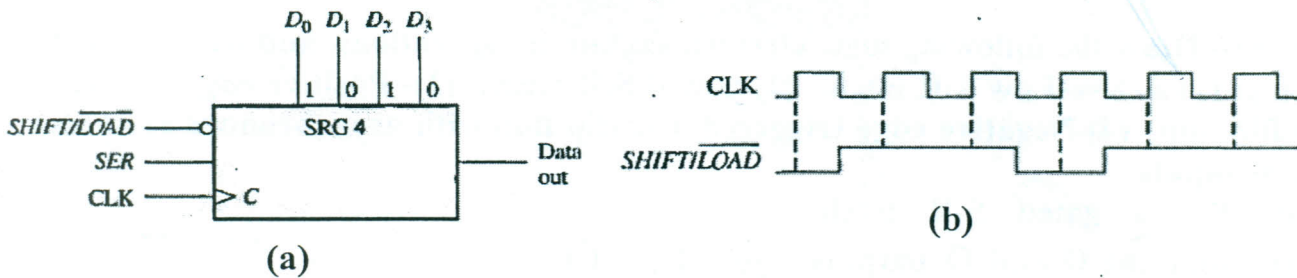 D₀ D₁ D₂ D₃
1 0 1 0
SHIFT/LOAD
SRG 4
SER
Data out
CLK
C
(a)
CLK
SHIFT/LOAD
(b)